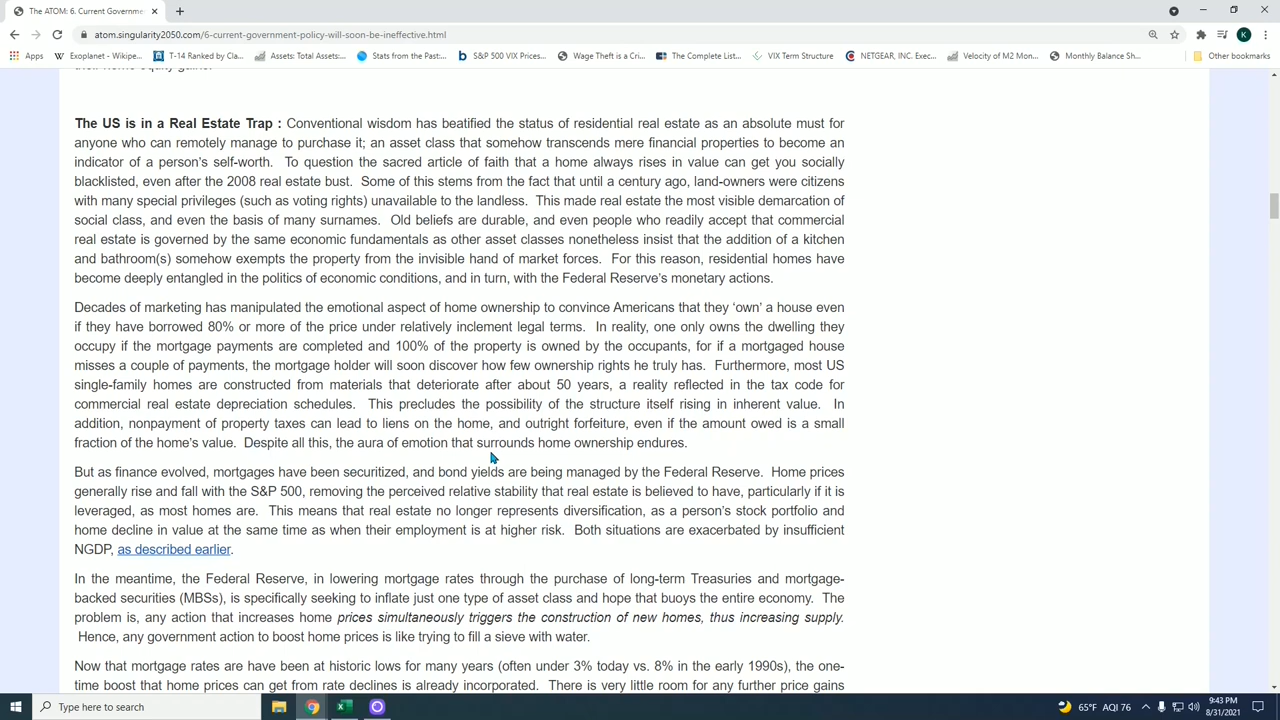 The ATOM: 6. Current Governme
atom.singularity2050.com/6-current-government-policy-will-soon-be-ineffective.html
K
Apps
Exoplanet - Wikipe...
T-14 Ranked by Cla...
Assets: Total Assets:...
Stats from the Past:...
S&P 500 VIX Prices...
Wage Theft is a Cri...
The Complete List...
VIX Term Structure
NETGEAR, INC. Exec...
Velocity of M2 Mon...
Monthly Balance Sh...
Other bookmarks
their home equity gains.
The US is in a Real Estate Trap : Conventional wisdom has beatified the status of residential real estate as an absolute must for
anyone who can remotely manage to purchase it; an asset class that somehow transcends mere financial properties to become an
indicator of a person's self-worth. To question the sacred article of faith that a home always rises in value can get you socially
blacklisted, even after the 2008 real estate bust. Some of this stems from the fact that until a century ago, land-owners were citizens
with many special privileges (such as voting rights) unavailable to the landless. This made real estate the most visible demarcation of
social class, and even the basis of many surnames. Old beliefs are durable, and even people who readily accept that commercial
real estate is governed by the same economic fundamentals as other asset classes nonetheless insist that the addition of a kitchen
and bathroom(s) somehow exempts the property from the invisible hand of market forces. For this reason, residential homes have
become deeply entangled in the politics of economic conditions, and in turn, with the Federal Reserve's monetary actions.
Decades of marketing has manipulated the emotional aspect of home ownership to convince Americans that they 'own' a house even
if they have borrowed 80% or more of the price under relatively inclement legal terms. In reality, one only owns the dwelling they
occupy if the mortgage payments are completed and 100% of the property is owned by the occupants, for if a mortgaged house
misses a couple of payments, the mortgage holder will soon discover how few ownership rights he truly has. Furthermore, most US
single-family homes are constructed from materials that deteriorate after about 50 years, a reality reflected in the tax code for
commercial real estate depreciation schedules. This precludes the possibility of the structure itself rising in inherent value. In
addition, nonpayment of property taxes can lead to liens on the home, and outright forfeiture, even if the amount owed is a small
fraction of the home's value. Despite all this, the aura of emotion that surrounds home ownership endures.
But as finance evolved, mortgages have been securitized, and bond yields are being managed by the Federal Reserve. Home prices
generally rise and fall with the S&P 500, removing the perceived relative stability that real estate is believed to have, particularly if it is
leveraged, as most homes are. This means that real estate no longer represents diversification, as a person's stock portfolio and
home decline in value at the same time as when their employment is at higher risk. Both situations are exacerbated by insufficient
NGDP, as described earlier.
In the meantime, the Federal Reserve, in lowering mortgage rates through the purchase of long-term Treasuries and mortgage-
backed securities (MBSs), is specifically seeking to inflate just one type of asset class and hope that buoys the entire economy. The
problem is, any action that increases home prices simultaneously triggers the construction of new homes, thus increasing supply.
Hence, any government action to boost home prices is like trying to fill a sieve with water.
Now that mortgage rates are have been at historic lows for many years (often under 3% today vs. 8% in the early 1990s), the one-
time boost that home prices can get from rate declines is already incorporated. There is very little room for any further price gains
Type here to search
65°F AQI 76
9:43 PM
8/31/2021